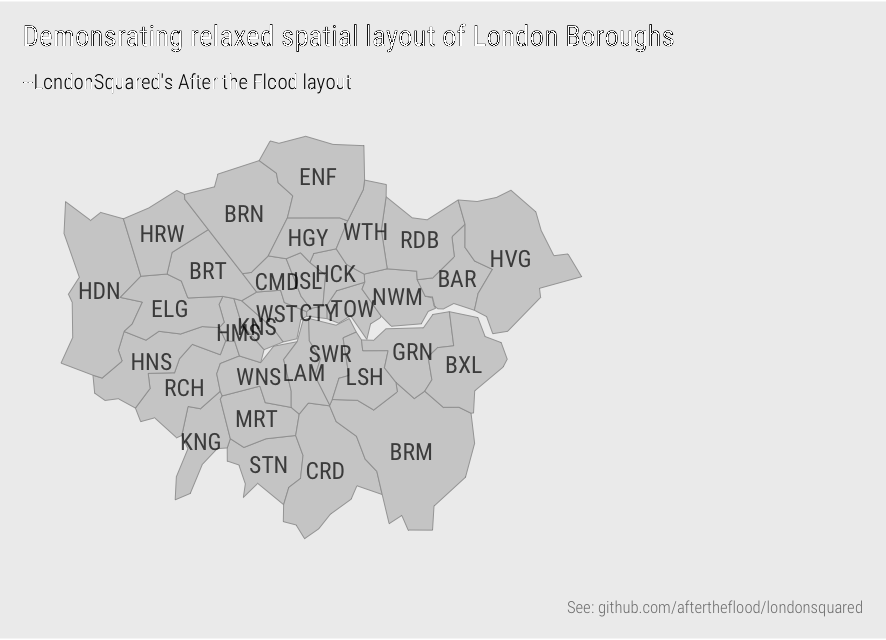 Demonsrating relaxed spatial layout of London Boroughs
--LondonSquared's After the Flood layout
ENF
BRN
HRW
HGY
WTH
RDB
HVG
BRT
CMD
ISL
HCK
BAR
HDN
NWM
ELG
WST
CTY
TOW
HMS
KNS
SWR
GRN
HNS
BXL
RCH
WNS
LAM
LSH
MRT
KNG
BRM
STN
CRD
See: github.com/aftertheflood/londonsquared